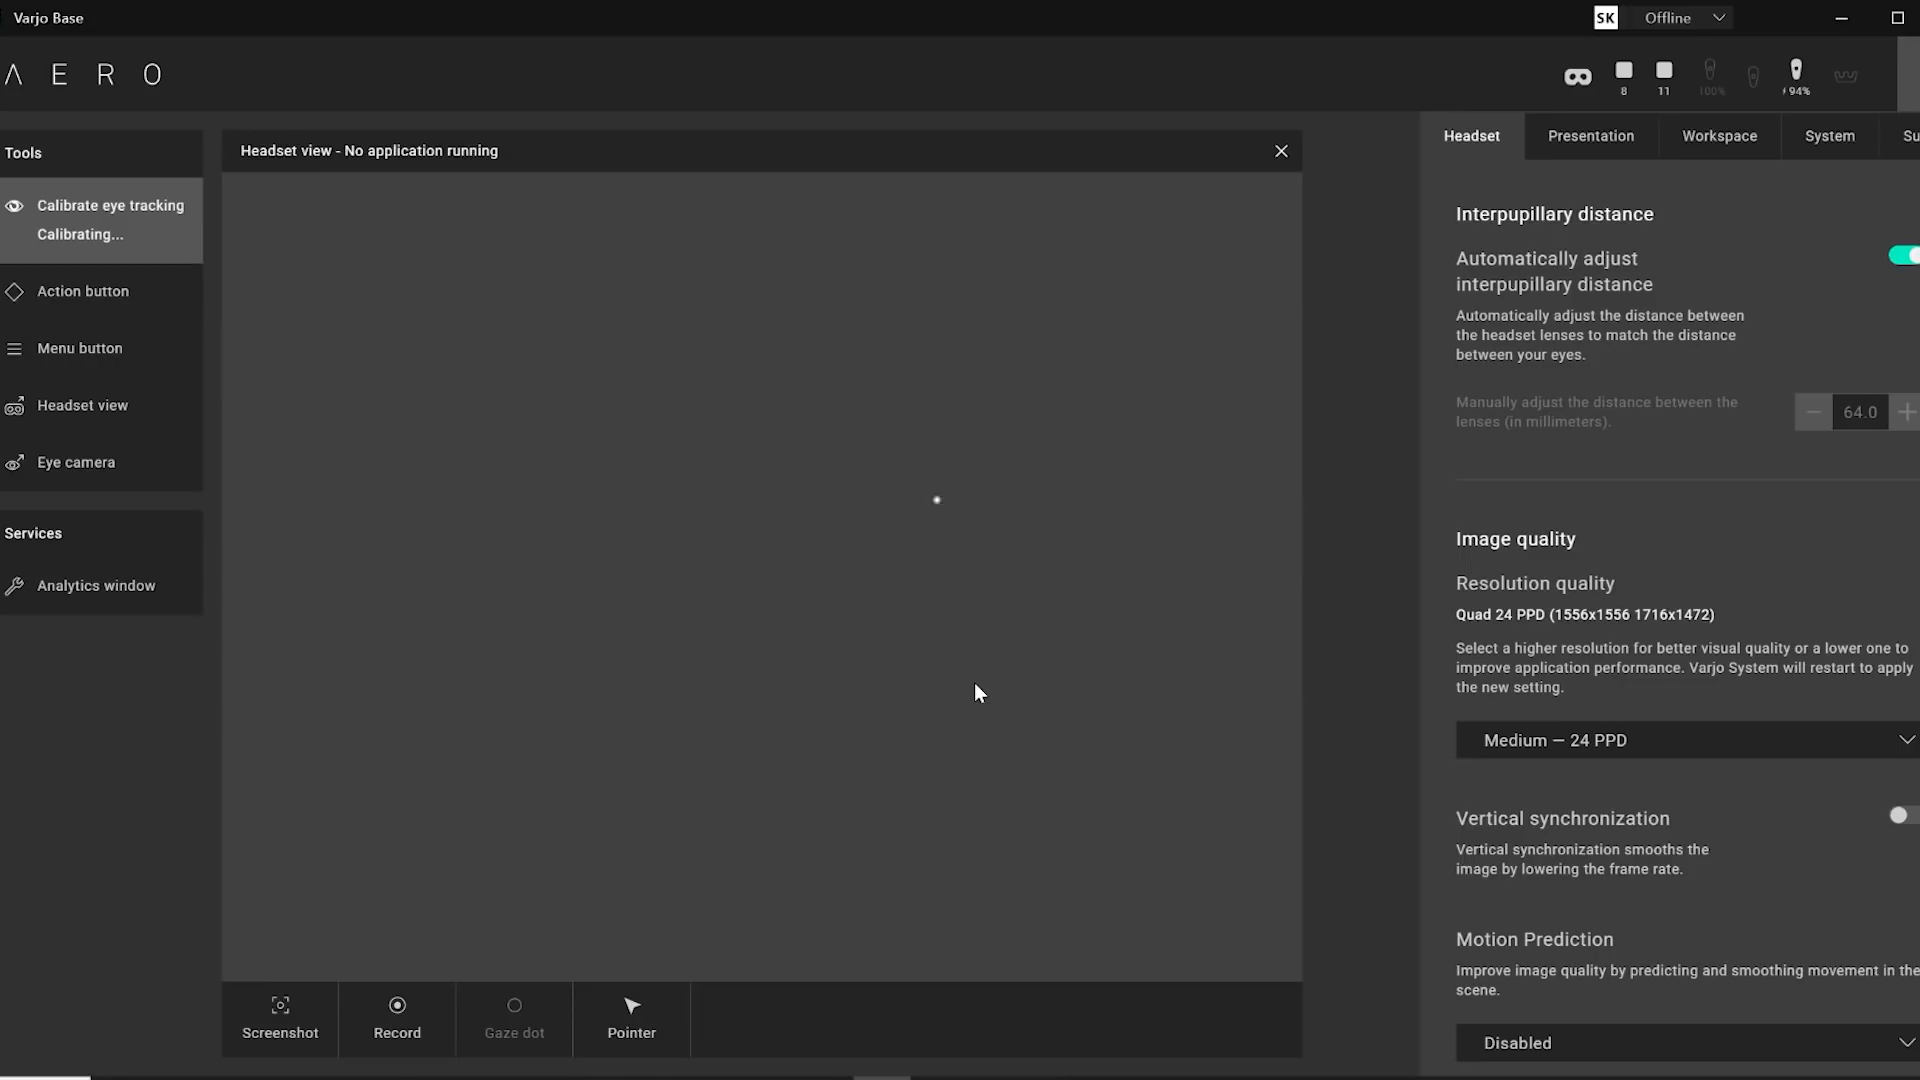 Varjo Base
SK
Offline
AERO
8
11
100%
94%
Tools
Calibrate eye tracking
Calibrating...
Action button
Menu button
Headset view
Eye camera
Services
Analytics window
Headset view - No application running
Screenshot
Record
Gaze dot
Pointer
Headset
Presentation
Workspace
System
Su
Interpupillary distance
Automatically adjust
interpupillary distance
Automatically adjust the distance between
the headset lenses to match the distance
between your eyes.
Manually adjust the distance between the
lenses (in millimeters).
64.0
Image quality
Resolution quality
Quad 24 PPD (1556x1556 1716x1472)
Select a higher resolution for better visual quality or a lower one to
improve application performance. Varjo System will restart to apply
the new setting.
Medium — 24 PPD
Vertical synchronization
Vertical synchronization smooths the
image by lowering the frame rate.
Motion Prediction
Improve image quality by predicting and smoothing movement in the
scene.
Disabled